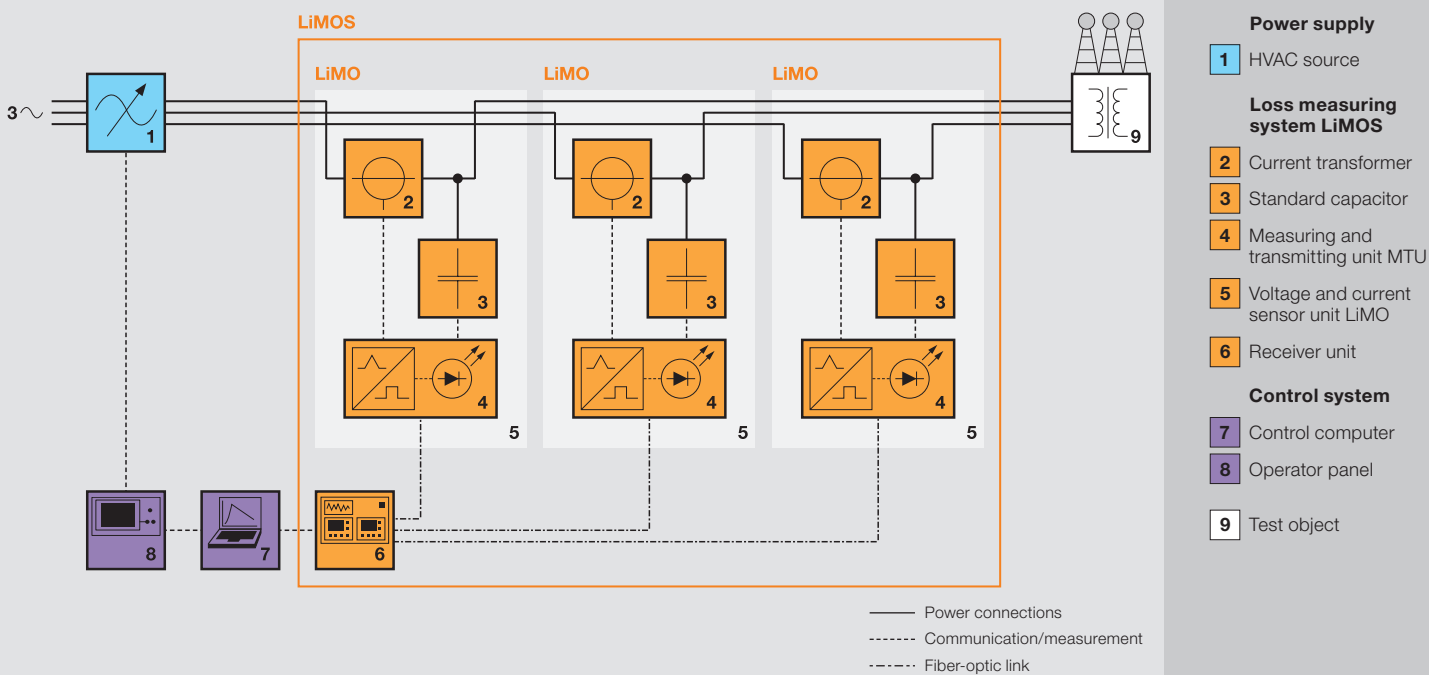 LiMOS
LiMO
LiMO
LiMO
3
1
9
2
2
2
3
3
3
4
4
4
5
5
5
8
7
6
Power connections
Communication/measurement
Fiber-optic link
Power supply
1 HVAC source
Loss measuring
system LiMOS
2 Current transformer
3 Standard capacitor
4 Measuring and
transmitting unit MTU
5 Voltage and current
sensor unit LiMO
6 Receiver unit
Control system
7 Control computer
8 Operator panel
9 Test object